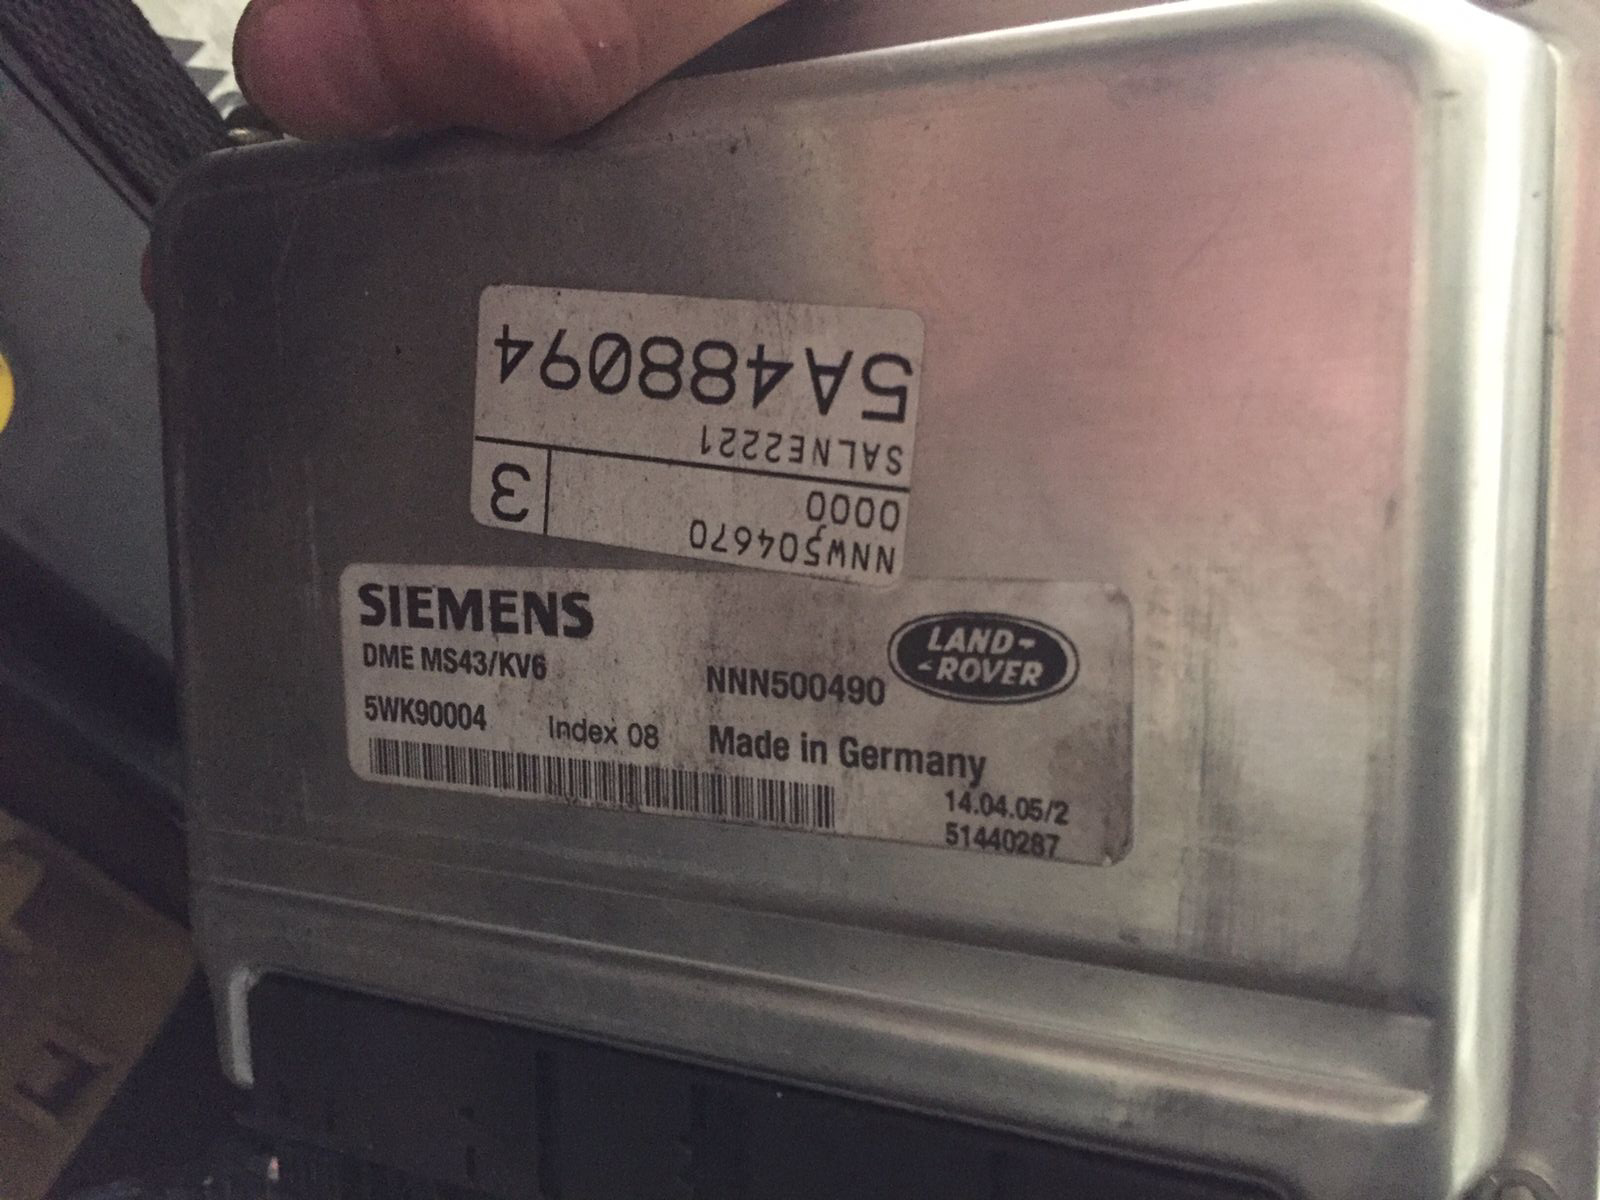 5A488094
SALNE2221
0000
3
NNW504670
SIEMENS
DME MS43/KV6
5WK90004
Index 08
NNN500490
LAND-
-ROVER
Made in Germany
14.04.05/2
51440287